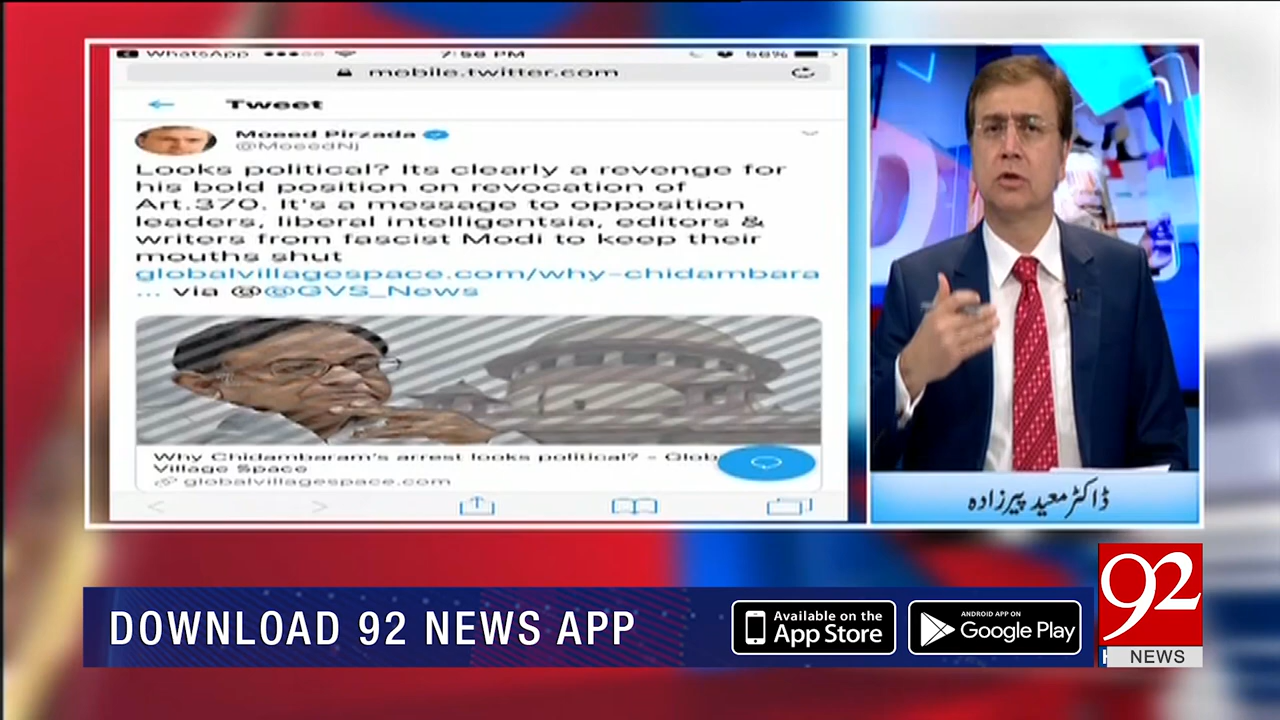 WhatsApp
7:58 PM
56%
mobile.twitter.com
Tweet
Moeed Pirzada
@MoeedNj
Looks political? Its clearly a revenge for
his bold position on revocation of
Art.370. It's a message to opposition
leaders, liberal intelligentsia, editors &
writers from fascist Modi to keep their
mouths shut
globalvillagespace.com/why-chidambara
... via @@GVS_News
Why Chidambaram's arrest looks political? - Glob
Village Space
globalvillagespace.com
ڈاکٹر معید پیرزادہ
DOWNLOAD 92 NEWS APP
Available on the
App Store
ANDROID APP ON
Google Play
92
NEWS